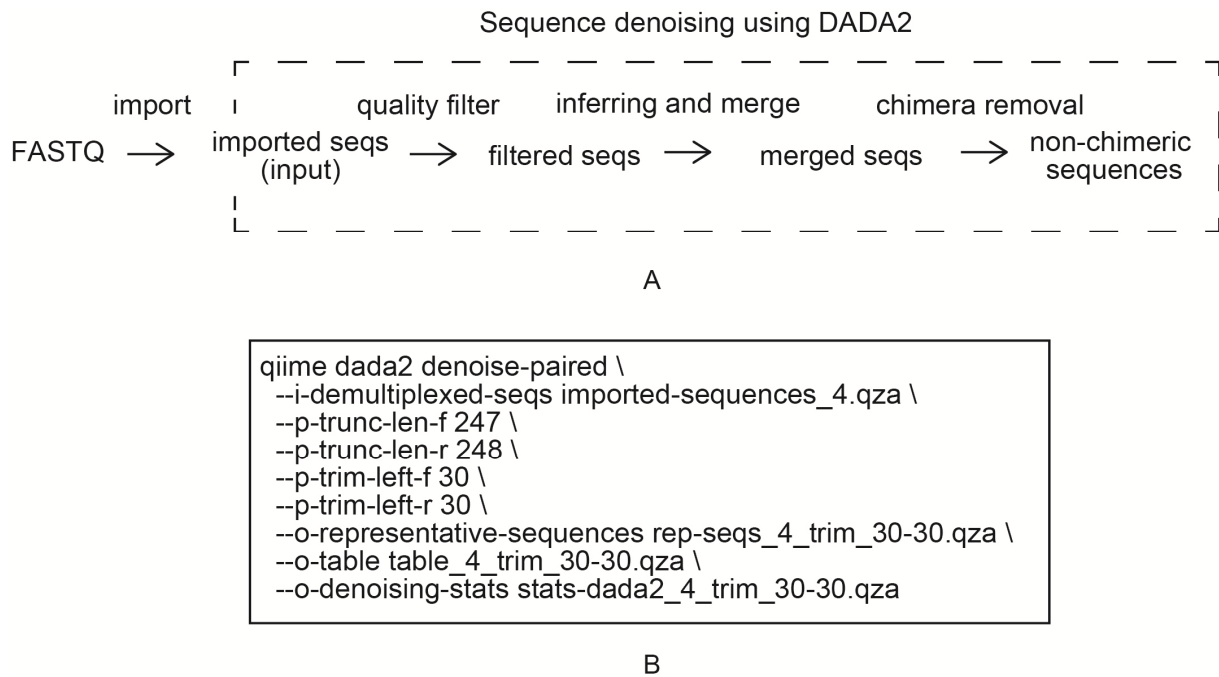 Sequence denoising using DADA2
import quality filter inferring and merge chimera removal
FASTQ → imported seqs (input) → filtered seqs → merged seqs → non-chimeric sequences
A
qiime dada2 denoise-paired \
--i-demultiplexed-seqs imported-sequences_4.qza \
--p-trunc-len-f 247 \
--p-trunc-len-r 248 \
--p-trim-left-f 30 \
--p-trim-left-r 30 \
--o-representative-sequences rep-seqs_4_trim_30-30.qza \
--o-table table_4_trim_30-30.qza \
--o-denoising-stats stats-dada2_4_trim_30-30.qza
B